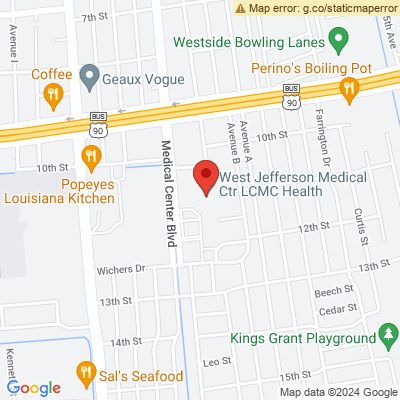 Map error: g.co/staticmaperror
7th St
Avenue I
5th Ave
Westside Bowling Lanes
Coffee
Geaux Vogue
Perino's Boiling Pot
BUS
90
BUS
90
Avenue A
Avenue B
Farrington Dr
10th St
10th St
Popeyes
Louisiana Kitchen
Medical Center Blvd
West Jefferson Medical
Ctr LCMC Health
Curtis St
12th St
Wichers Dr
13th St
13th St
Beech St
Cedar St
Kings Grant Playground
14th St
Leo St
Kenneth
Sal's Seafood
15th St
Google
Map data ©2024 Google